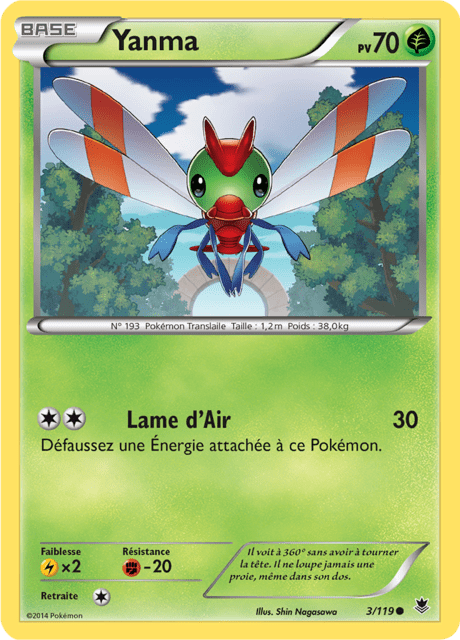 BASE Yanma PV70
N° 193 Pokémon Translaile Taille : 1,2m Poids : 38,0kg
Lame d'Air 30
Défaussez une Énergie attachée à ce Pokémon.
Faiblesse Résistance
×2 -20
Retraite
Il voit à 360° sans avoir à tourner
la tête. Il ne loupe jamais une
proie, même dans son dos.
©2014 Pokémon Illus. Shin Nagasawa 3/119